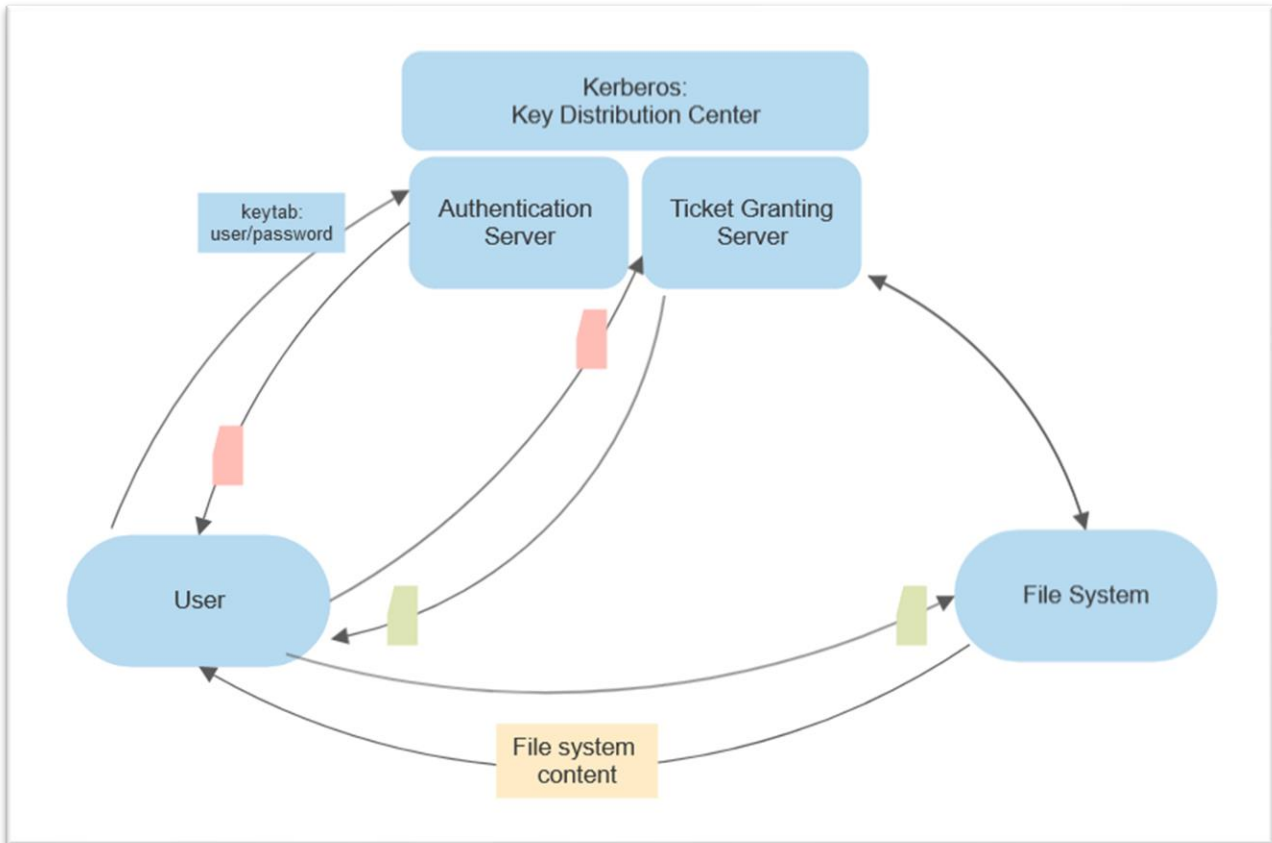 Kerberos:
Key Distribution Center
keytab:
user/password
Authentication
Server
Ticket Granting
Server
User
File System
File system
content